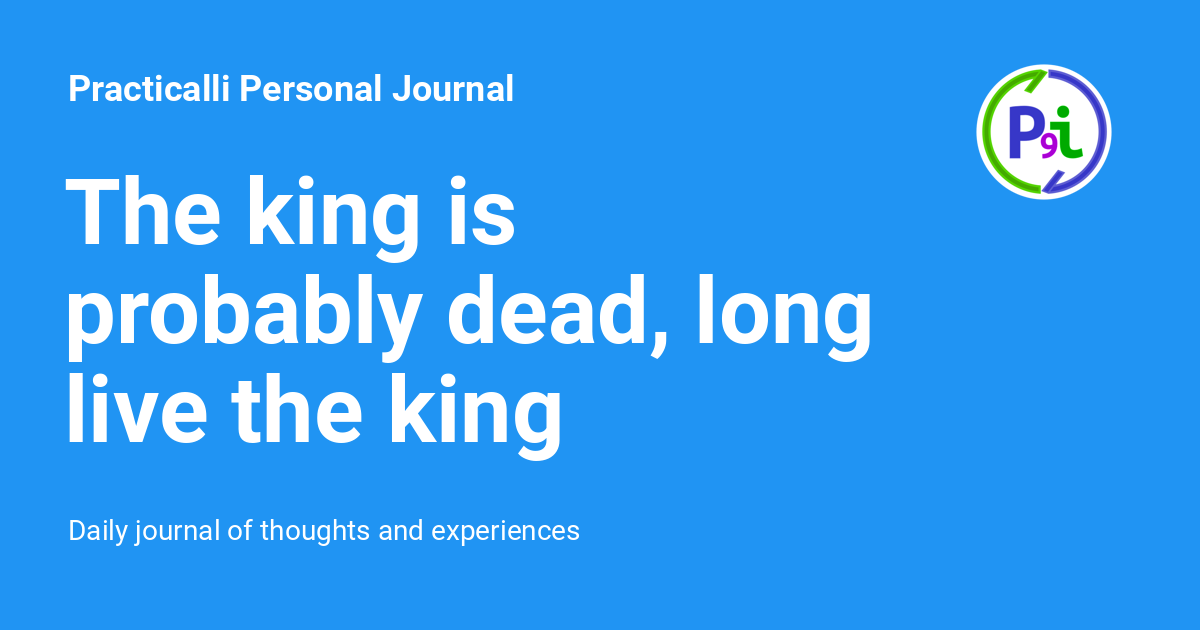 Practicalli Personal Journal
P9i
The king is
probably dead, long
live the king
Daily journal of thoughts and experiences